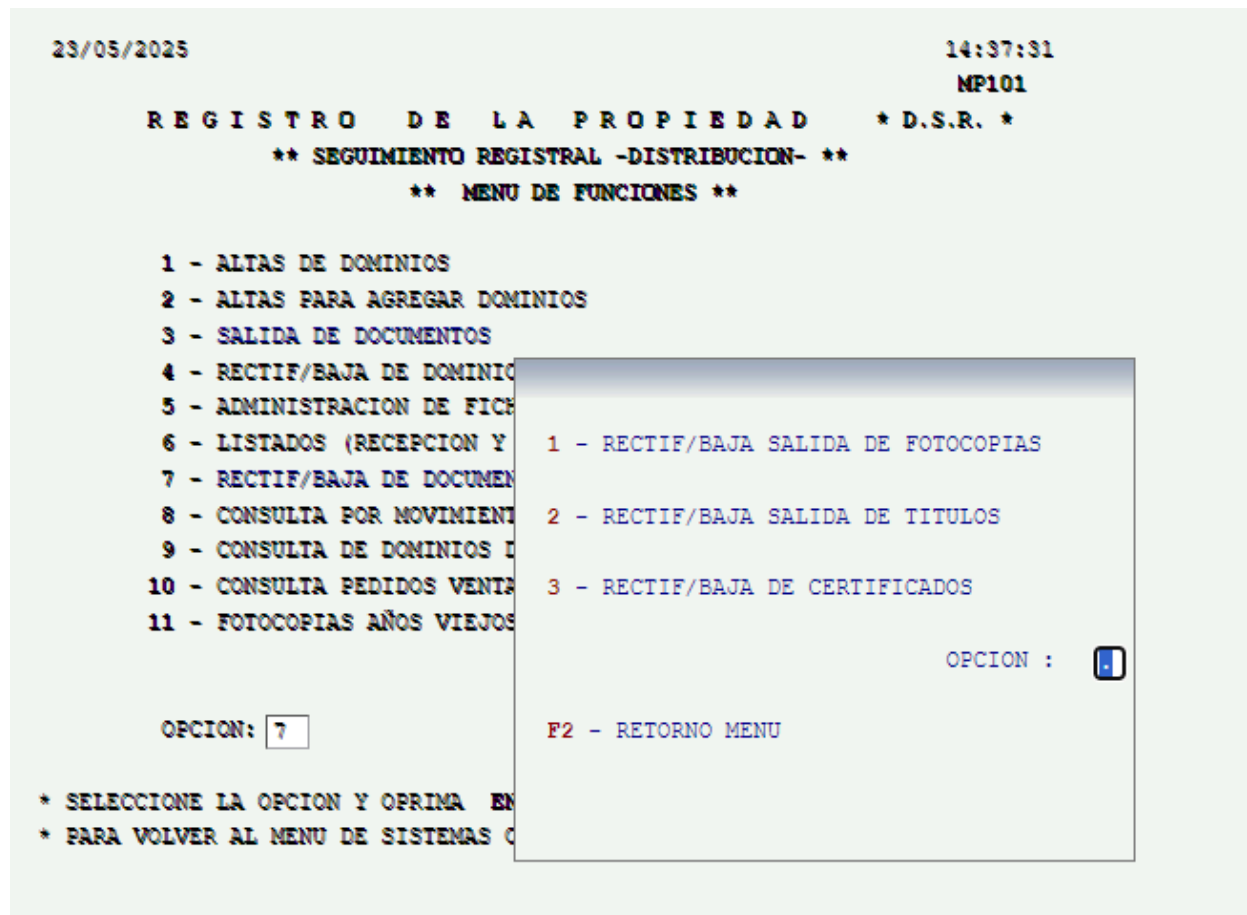 23/05/2025 14:37:31
MP101
R E G I S T R O D E L A P R O P I E D A D * D.S.R. *
** SEGUIMIENTO REGISTRAL -DISTRIBUCION- **
** MENU DE FUNCIONES **
1 - ALTAS DE DOMINIOS
2 - ALTAS PARA AGREGAR DOMINIOS
3 - SALIDA DE DOCUMENTOS
4 - RECTIF/BAJA DE DOMINIO
5 - ADMINISTRACION DE FICH
6 - LISTADOS (RECEPCION Y
7 - RECTIF/BAJA DE DOCUMEN
8 - CONSULTA POR MOVIMIENT
9 - CONSULTA DE DOMINIOS D
10 - CONSULTA PEDIDOS VENTA
11 - FOTOCOPIAS AÑOS VIEJOS
OPCION: 7
* SELECCIONE LA OPCION Y OPRIMA EN
* PARA VOLVER AL MENU DE SISTEMAS O
1 - RECTIF/BAJA SALIDA DE FOTOCOPIAS
2 - RECTIF/BAJA SALIDA DE TITULOS
3 - RECTIF/BAJA DE CERTIFICADOS
OPCION : .
F2 - RETORNO MENU